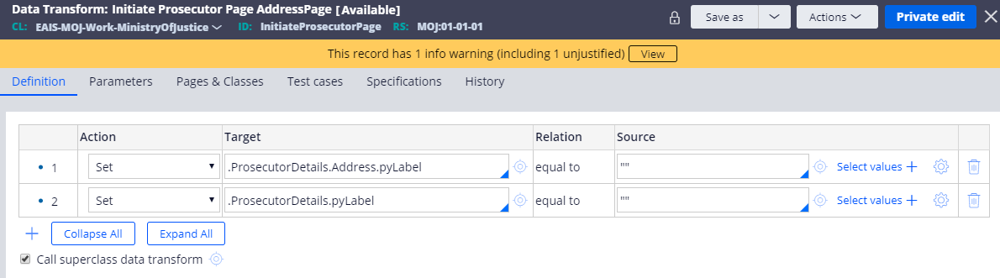 Data Transform: Initiate Prosecutor Page AddressPage [Available]
CL: EAIS-MOJ-Work-MinistryOfJustice ID: InitiateProsecutorPage RS: MOJ:01-01-01
Save as Actions Private edit
This record has 1 info warning (including 1 unjustified) View
Definition Parameters Pages & Classes Test cases Specifications History
Action Target Relation Source
1 Set .ProsecutorDetails.Address.pyLabel equal to "" Select values
2 Set .ProsecutorDetails.pyLabel equal to "" Select values
Collapse All Expand All
Call superclass data transform